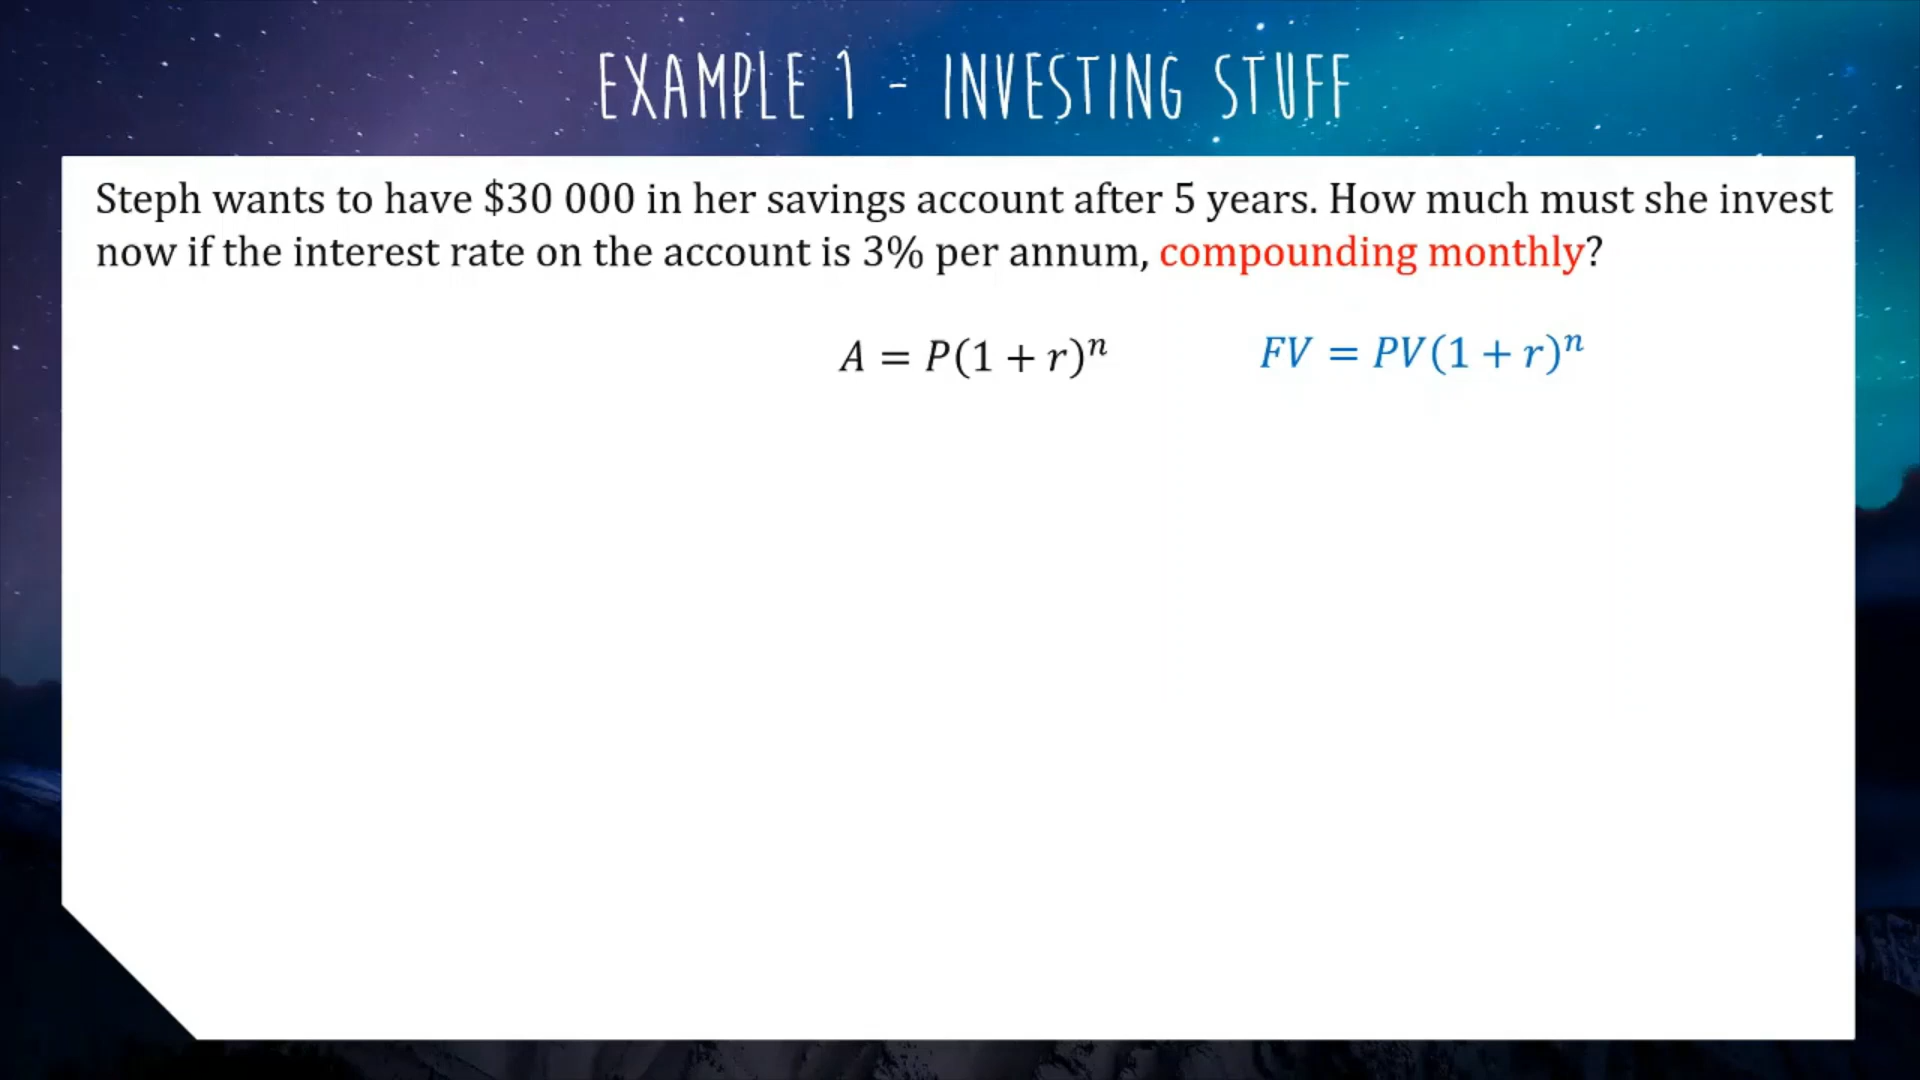 EXAMPLE 1 - INVESTING STUFF
Steph wants to have $30 000 in her savings account after 5 years. How much must she invest
now if the interest rate on the account is 3% per annum, compounding monthly?
A = P(1 + r)ⁿ FV = PV(1 + r)ⁿ